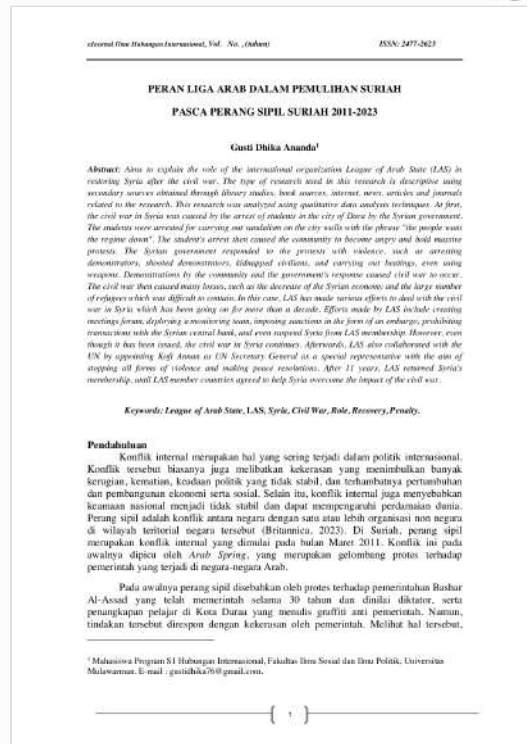 eJournal Ilmu Hubungan Internasional, Vol. No. , (tahun) ISSN: 2477-2623
PERAN LIGA ARAB DALAM PEMULIHAN SURIAH
PASCA PERANG SIPIL SURIAH 2011-2023
Gusti Dhika Ananda¹
Abstract: Aims to explain the role of the international organization League of Arab State (LAS) in
restoring Syria after the civil war. The type of research used in this research is descriptive using
secondary sources obtained through library studies, book sources, internet, news, articles and journals
related to the research. This research was analyzed using qualitative data analysis techniques. At first,
the civil war in Syria was caused by the arrest of students in the city of Dara by the Syrian government.
The students were arrested for carrying out vandalism on the city walls with the phrase "the people want
the regime down". The student's arrest then caused the community to become angry and hold massive
protests. The Syrian government responded to the protests with violence, such as arresting
demonstrators, shooted demonstrators, kidnapped civilians, and carrying out beatings, even using
weapons. Demonstrations by the community and the government's response caused civil war to occur.
The civil war then caused many losses, such as the decrease of the Syrian economy and the large number
of refugees which was difficult to contain. In this case, LAS has made various efforts to deal with the civil
war in Syria which has been going on for more than a decade. Efforts made by LAS include creating
meetings forum, deploying a monitoring team, imposing sanctions in the form of an embargo, prohibiting
transactions with the Syrian central bank, and even suspend Syria from LAS membership. However, even
though it has been issued, the civil war in Syria continues. Afterwards, LAS also collaborated with the
UN by appointing Kofi Annan as UN Secretary General as a special representative with the aim of
stopping all forms of violence and making peace resolutions. After 11 years, LAS returned Syria's
membership, until LAS member countries agreed to help Syria overcome the impact of the civil war.
Keywords: League of Arab State, LAS, Syria, Civil War, Role, Recovery, Penalty.
Pendahuluan
Konflik internal merupakan hal yang sering terjadi dalam politik internasional.
Konflik tersebut biasanya juga melibatkan kekerasan yang menimbulkan banyak
kerugian, kematian, keadaan politik yang tidak stabil, dan terhambatnya pertumbuhan
dan pembangunan ekonomi serta sosial. Selain itu, konflik internal juga menyebabkan
keamaan nasional menjadi tidak stabil dan dapat mempengaruhi perdamaian dunia.
Perang sipil adalah konflik antara negara dengan satu atau lebih organisasi non negara
di wilayah teritorial negara tersebut (Britannica, 2023). Di Suriah, perang sipil
merupakan konflik internal yang dimulai pada bulan Maret 2011. Konflik ini pada
awalnya dipicu oleh Arab Spring, yang merupakan gelombang protes terhadap
pemerintah yang terjadi di negara-negara Arab.
Pada awalnya perang sipil disebabkan oleh protes terhadap pemerintahan Bashar
Al-Assad yang telah memerintah selama 30 tahun dan dinilai diktator, serta
penangkapan pelajar di Kota Daraa yang menulis graffiti anti pemerintah. Namun,
tindakan tersebut direspon dengan kekerasan oleh pemerintah. Melihat hal tersebut,
¹ Mahasiswa Program S1 Hubungan Internasional, Fakultas Ilmu Sosial dan Ilmu Politik, Universitas
Mulawarman. E-mail : gustidhika76@gmail.com.
1